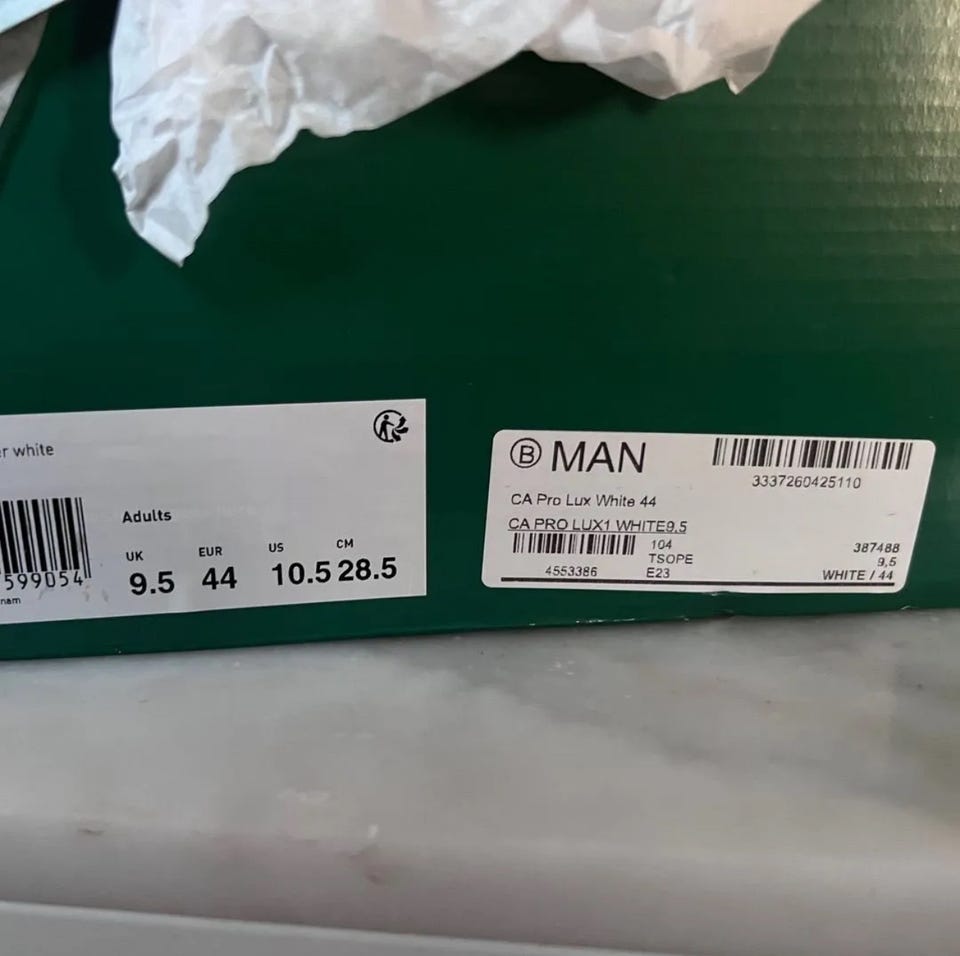 r white
Adults
UK EUR US CM
9.5 44 10.5 28.5
599054
nam
B MAN
3337260425110
CA Pro Lux White 44
CA PRO LUX1 WHITE9,5
104
TSOPE
4553386 E23
387488
9,5
WHITE / 44